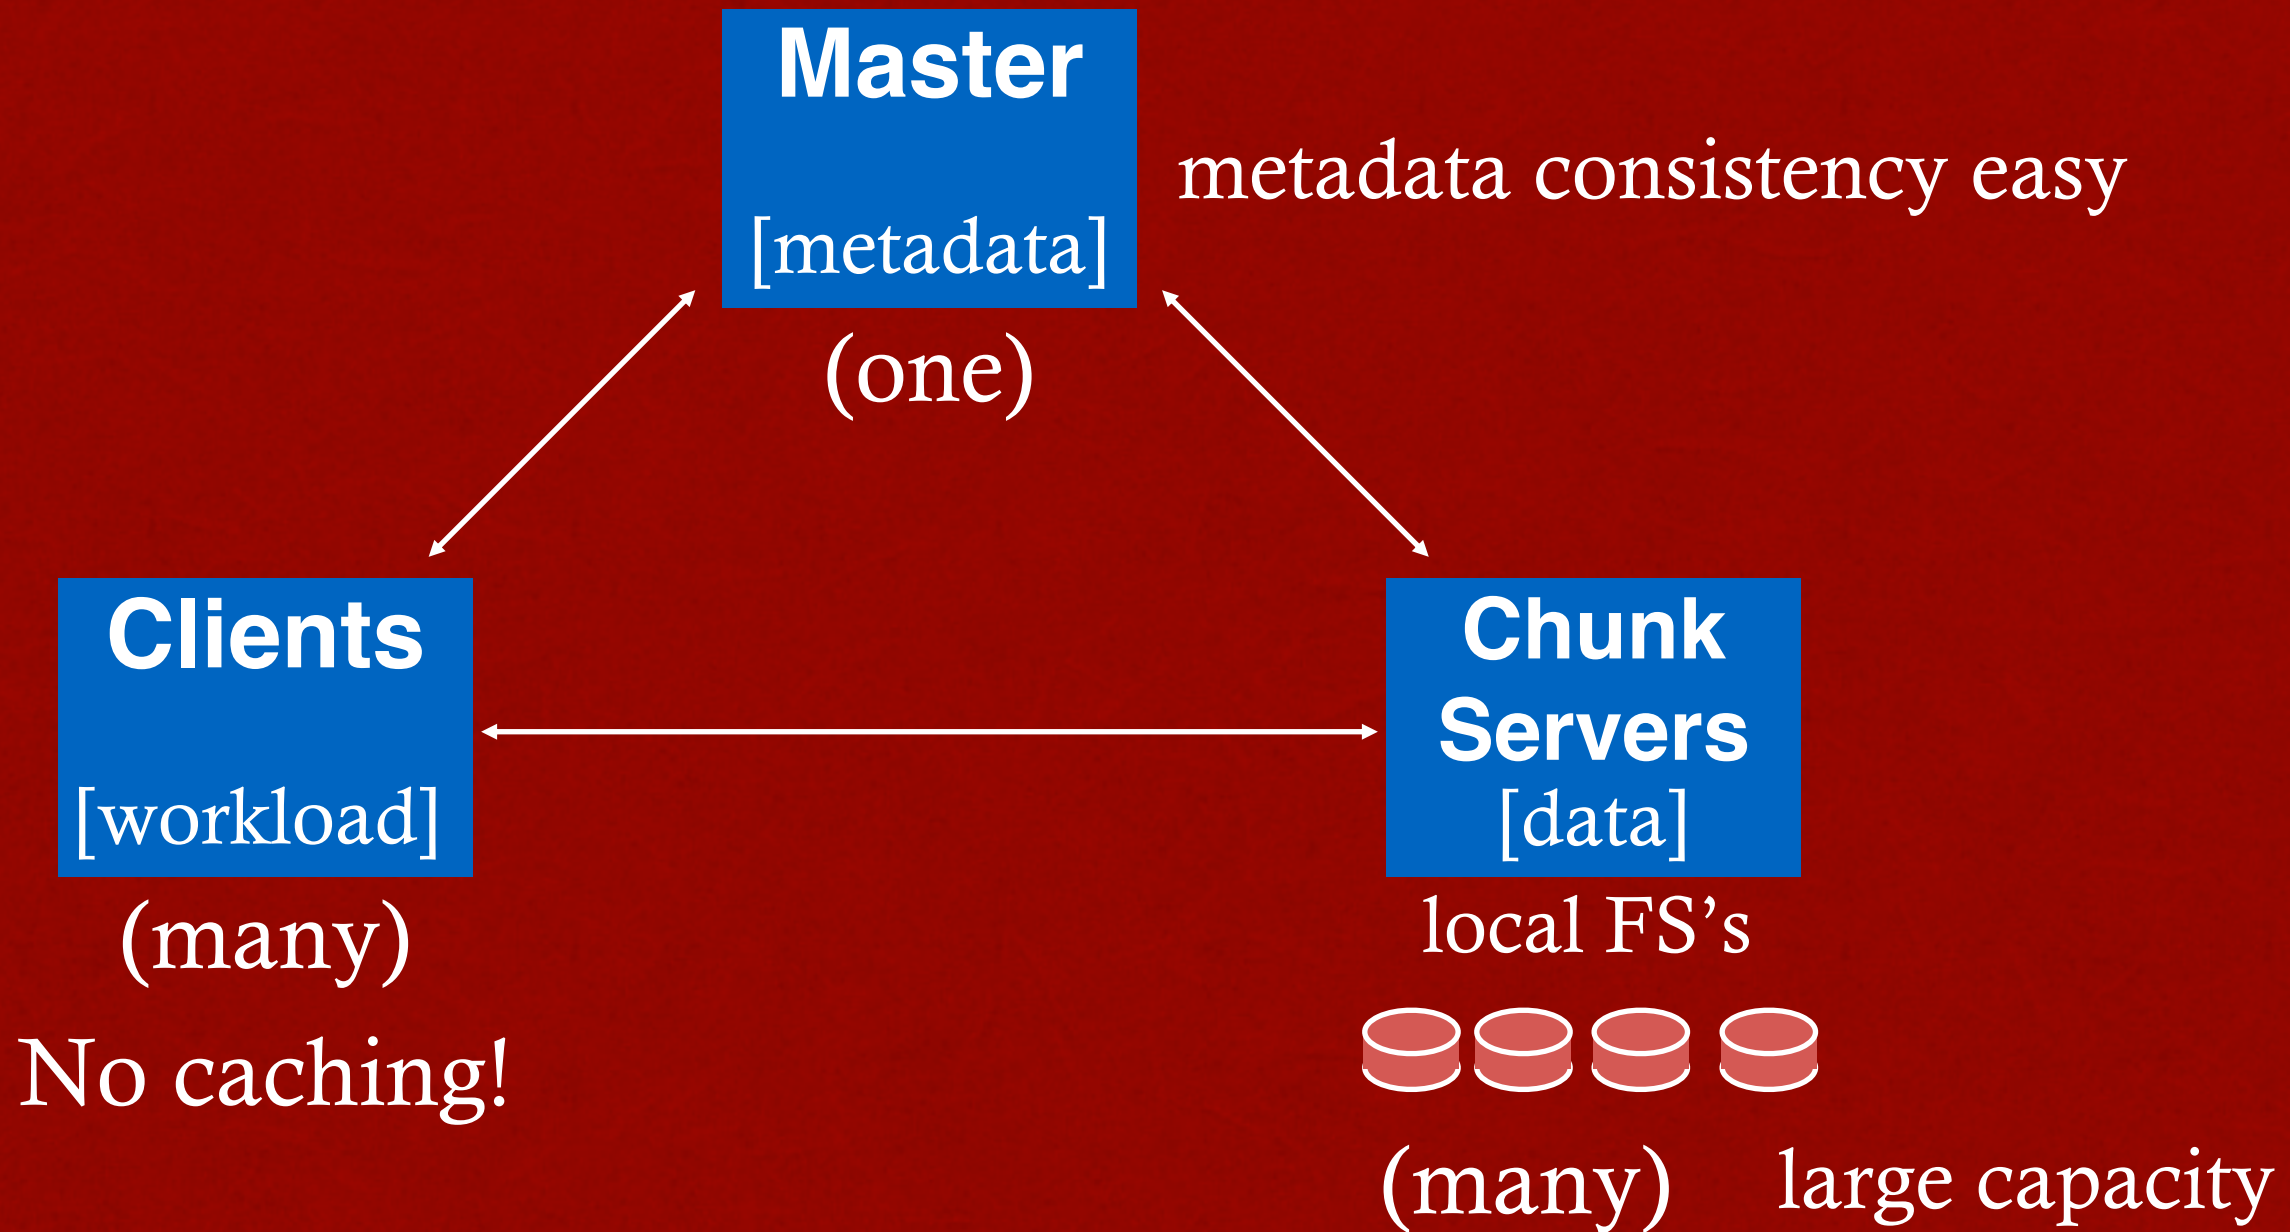 Master
[metadata]
metadata consistency easy
(one)
Clients
[workload]
(many)
No caching!
Chunk
Servers
[data]
local FS’s
(many)
large capacity